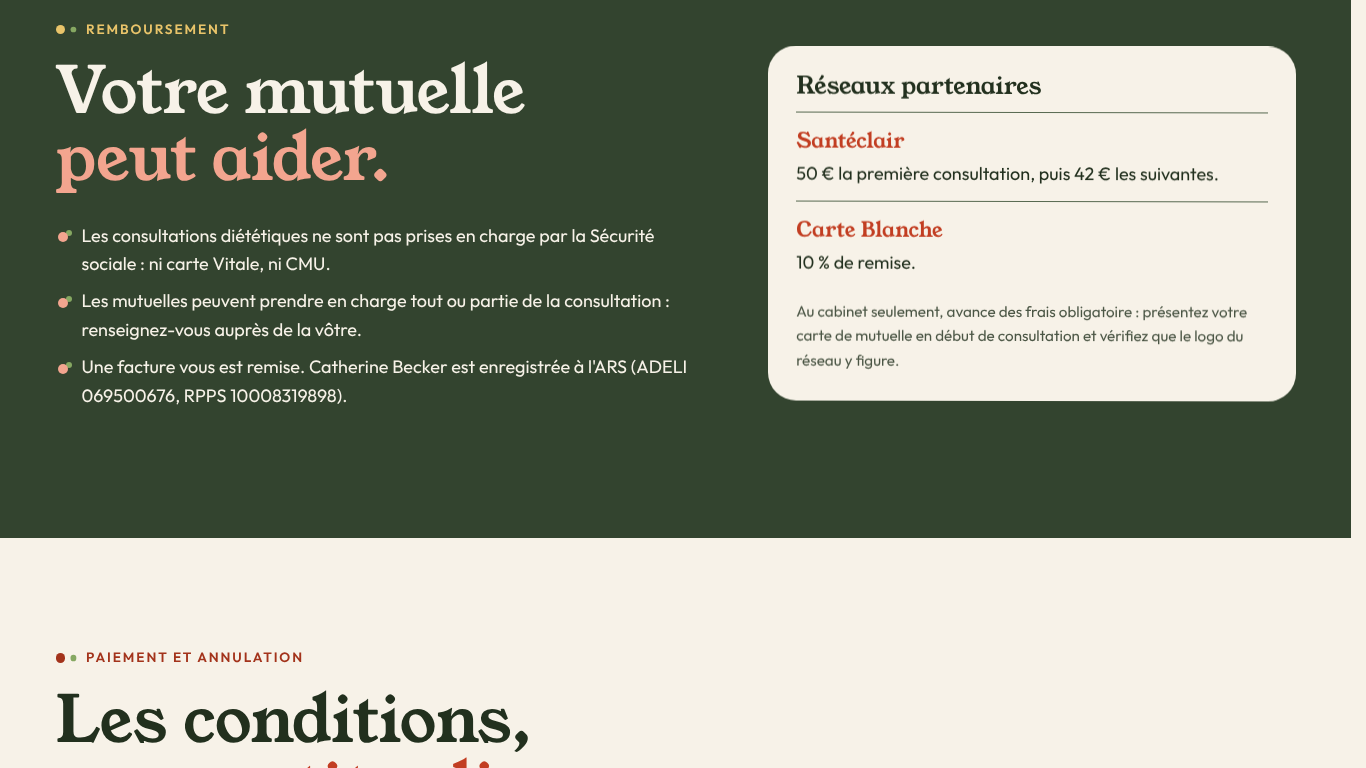 REMBOURSEMENT
Votre mutuelle
peut aider.
Les consultations diététiques ne sont pas prises en charge par la Sécurité
sociale : ni carte Vitale, ni CMU.
Les mutuelles peuvent prendre en charge tout ou partie de la consultation :
renseignez-vous auprès de la vôtre.
Une facture vous est remise. Catherine Becker est enregistrée à l'ARS (ADELI
069500676, RPPS 10008319898).
Réseaux partenaires
Santéclair
50 € la première consultation, puis 42 € les suivantes.
Carte Blanche
10 % de remise.
Au cabinet seulement, avance des frais obligatoire : présentez votre
carte de mutuelle en début de consultation et vérifiez que le logo du
réseau y figure.
PAIEMENT ET ANNULATION
Les conditions,